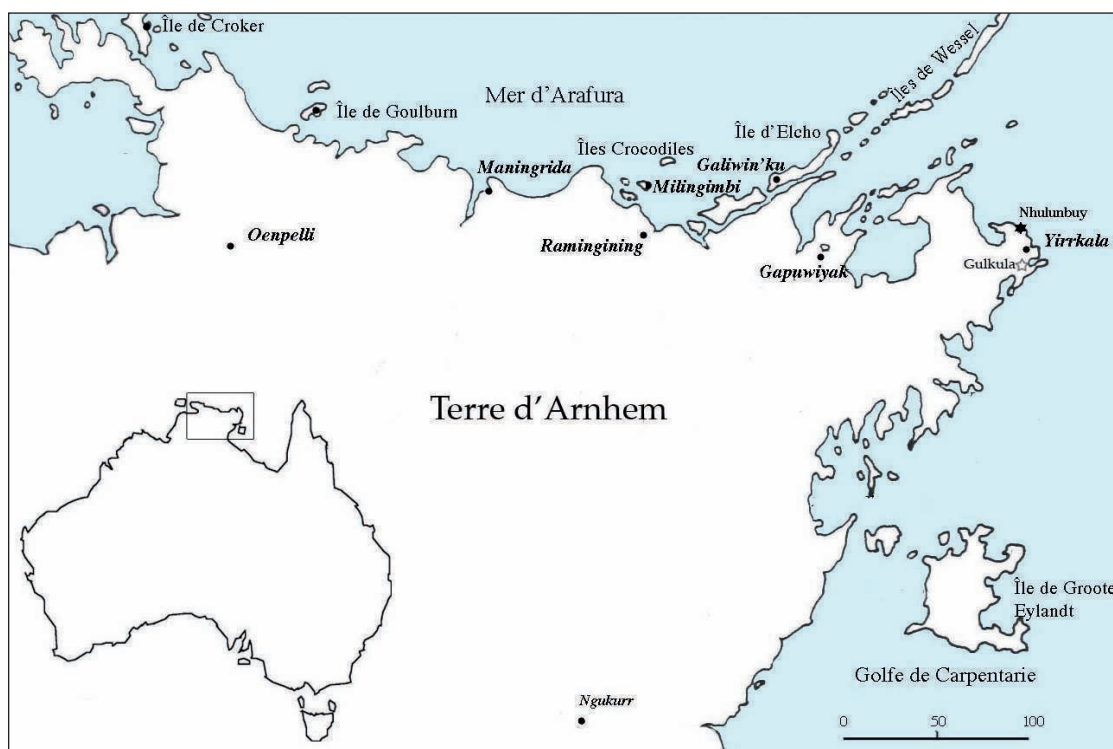 Île de Croker
Île de Goulburn
Mer d'Arafura
Îles de Wessel
Île d'Elcho
Îles Crocodiles
Maningrida
Galiwin'ku
Milingimbi
Nhulunbuy
Oenpelli
Ramingining
Yirrkala
Gapuwiyak
Gulkula
Terre d'Arnhem
Île de Groote
Eylandt
Golfe de Carpentarie
Ngukurr
0 50 100